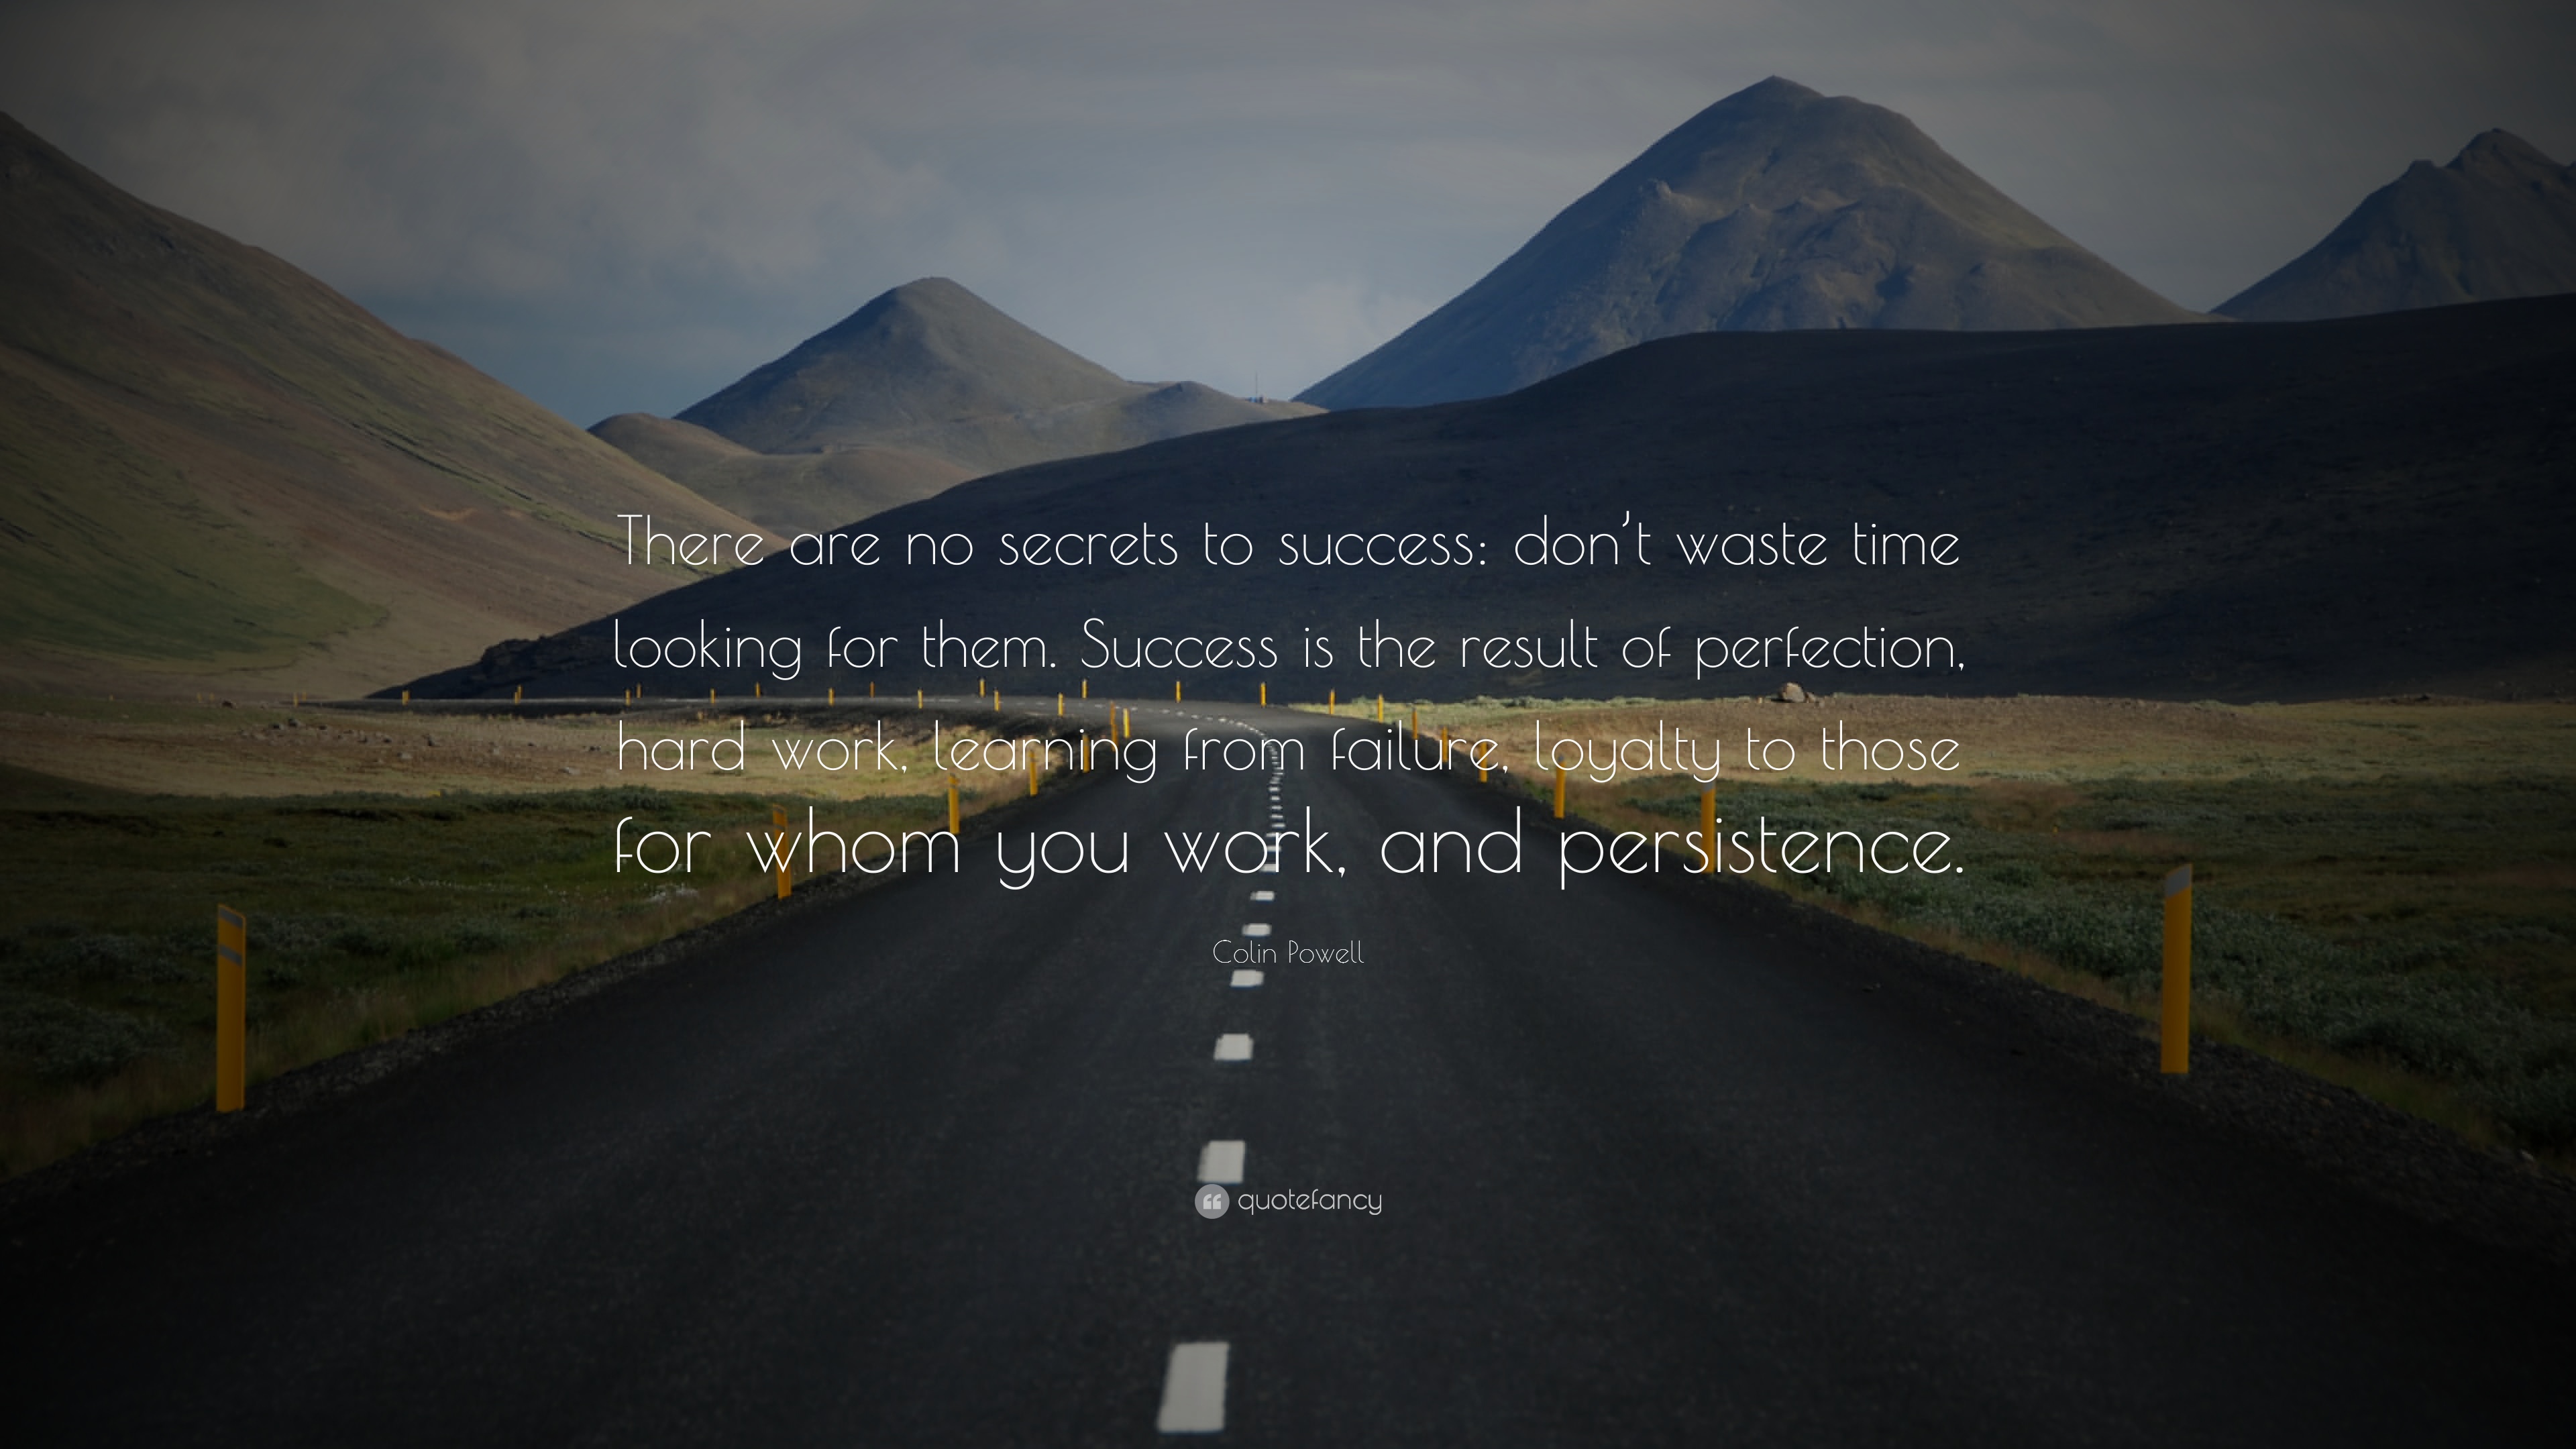 There are no secrets to success: don’t waste time
looking for them. Success is the result of perfection,
hard work, learning from failure, loyalty to those
for whom you work, and persistence.
Colin Powell
quotefancy